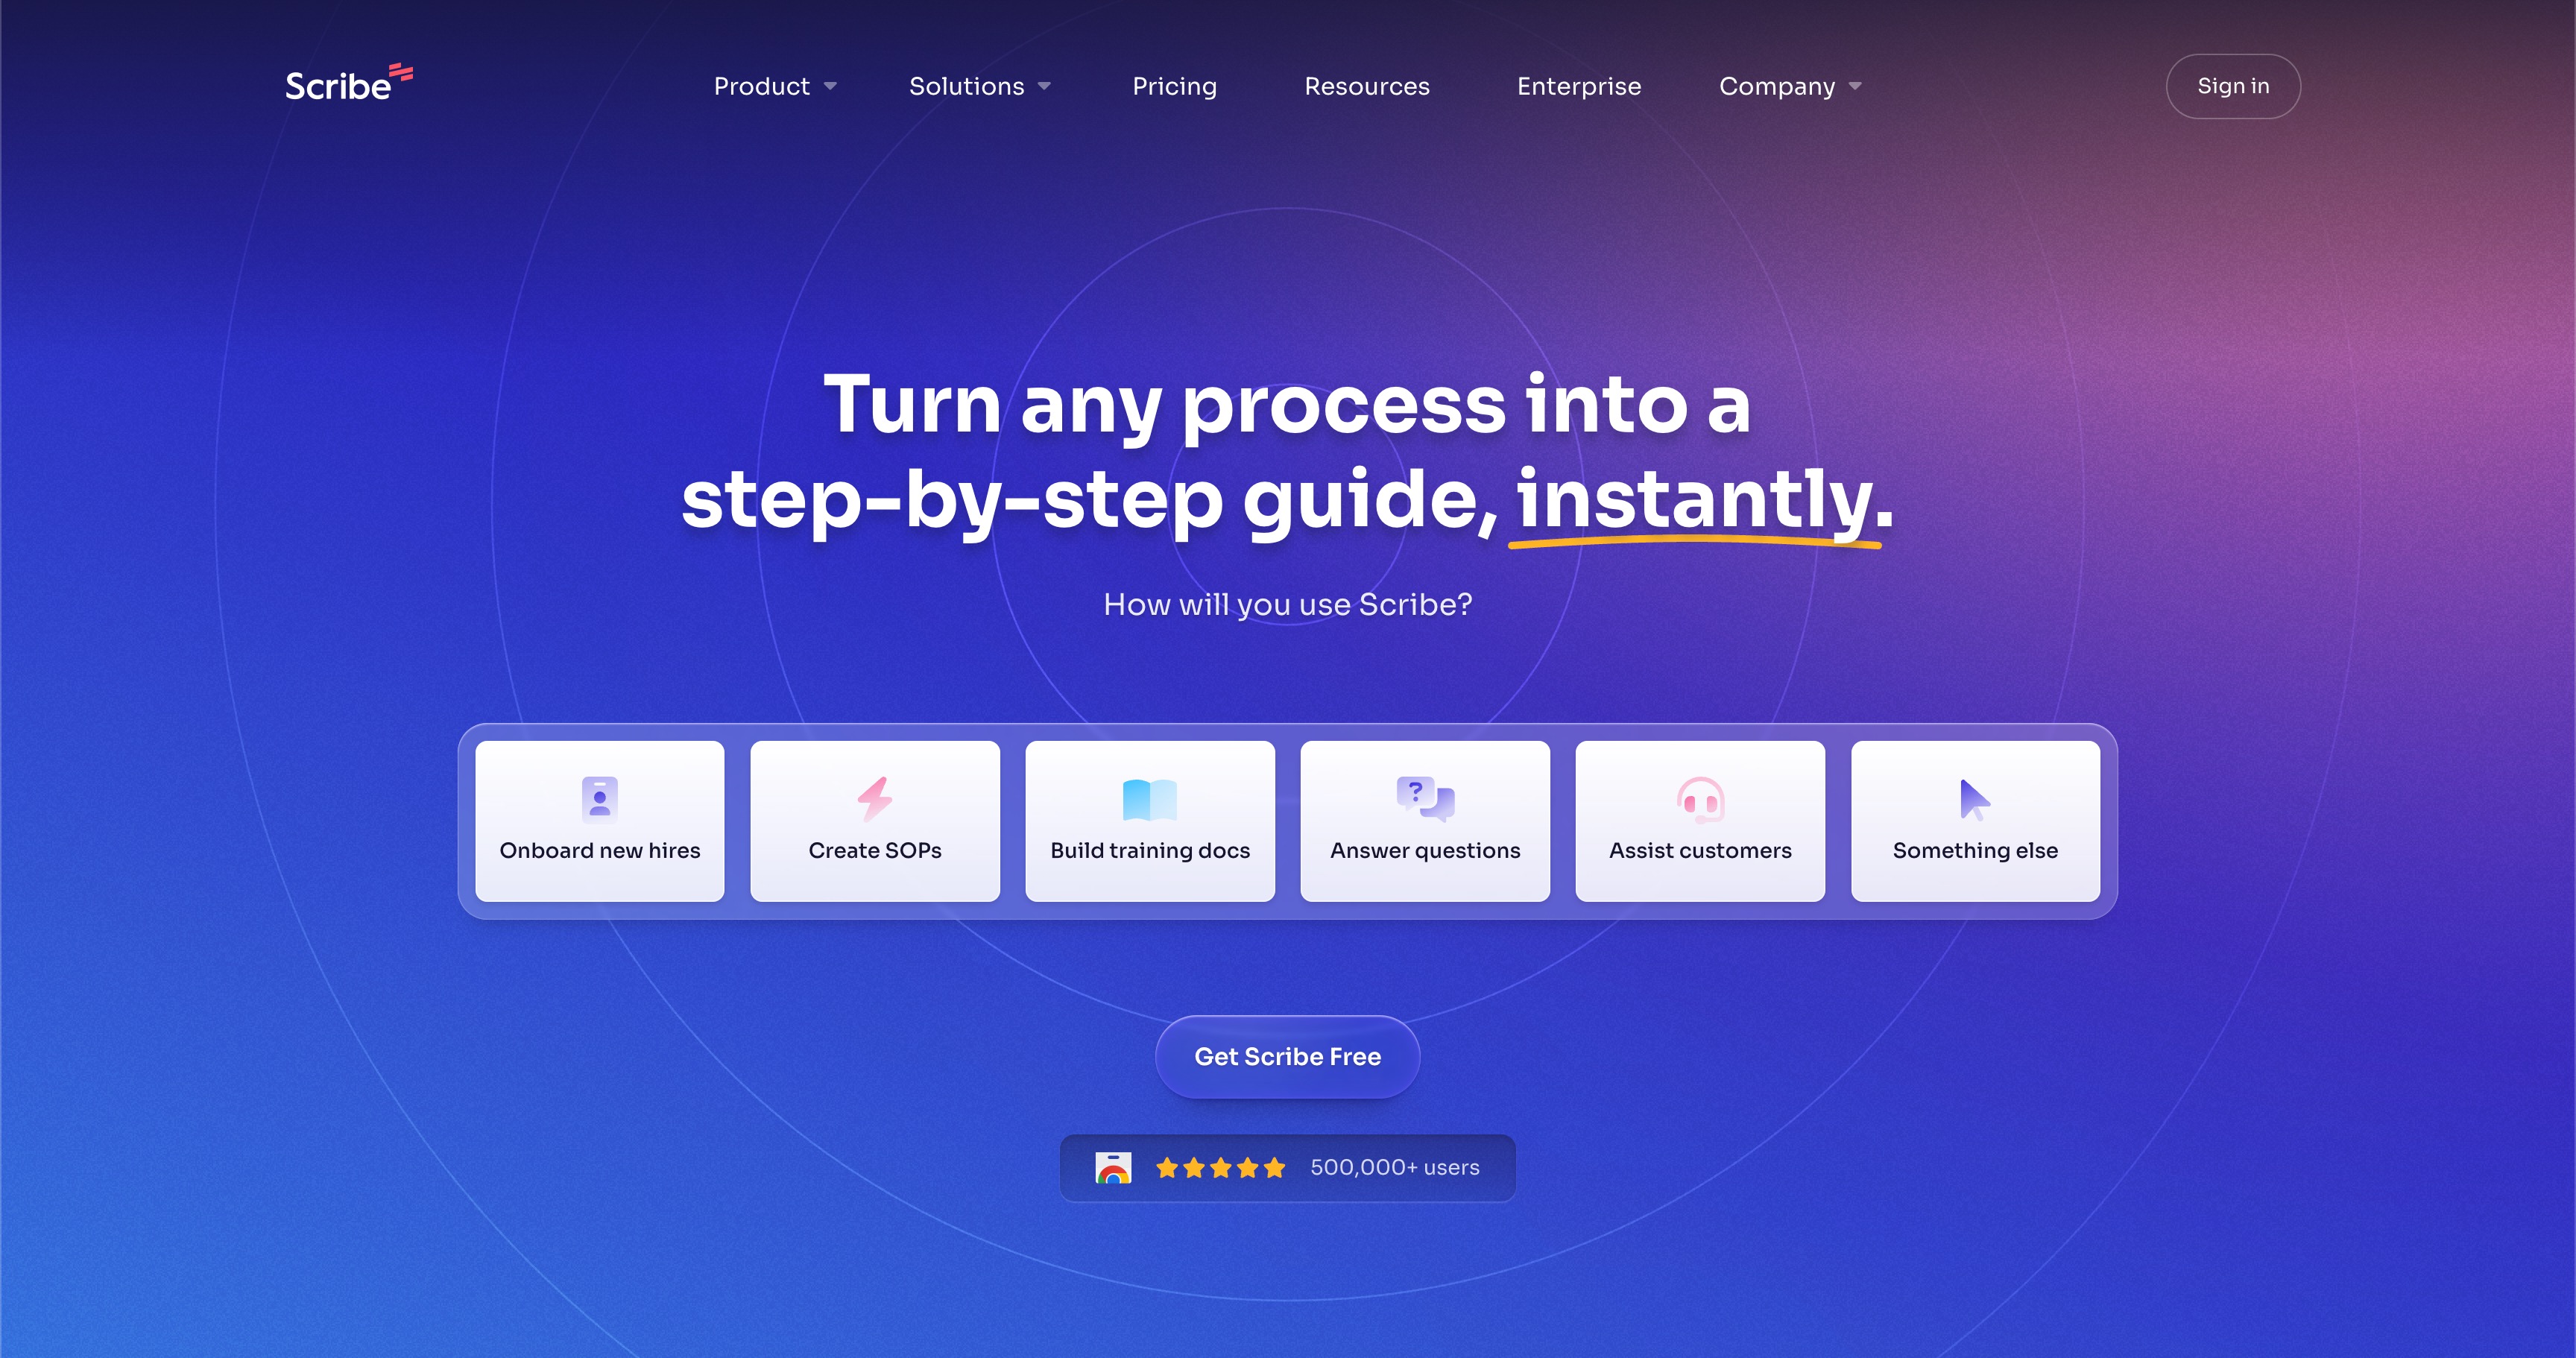 Scribe
Product
Solutions
Pricing
Resources
Enterprise
Company
Sign in
Turn any process into a
step-by-step guide, instantly.
How will you use Scribe?
Onboard new hires
Create SOPs
Build training docs
?
Answer questions
Assist customers
Something else
Get Scribe Free
500,000+ users